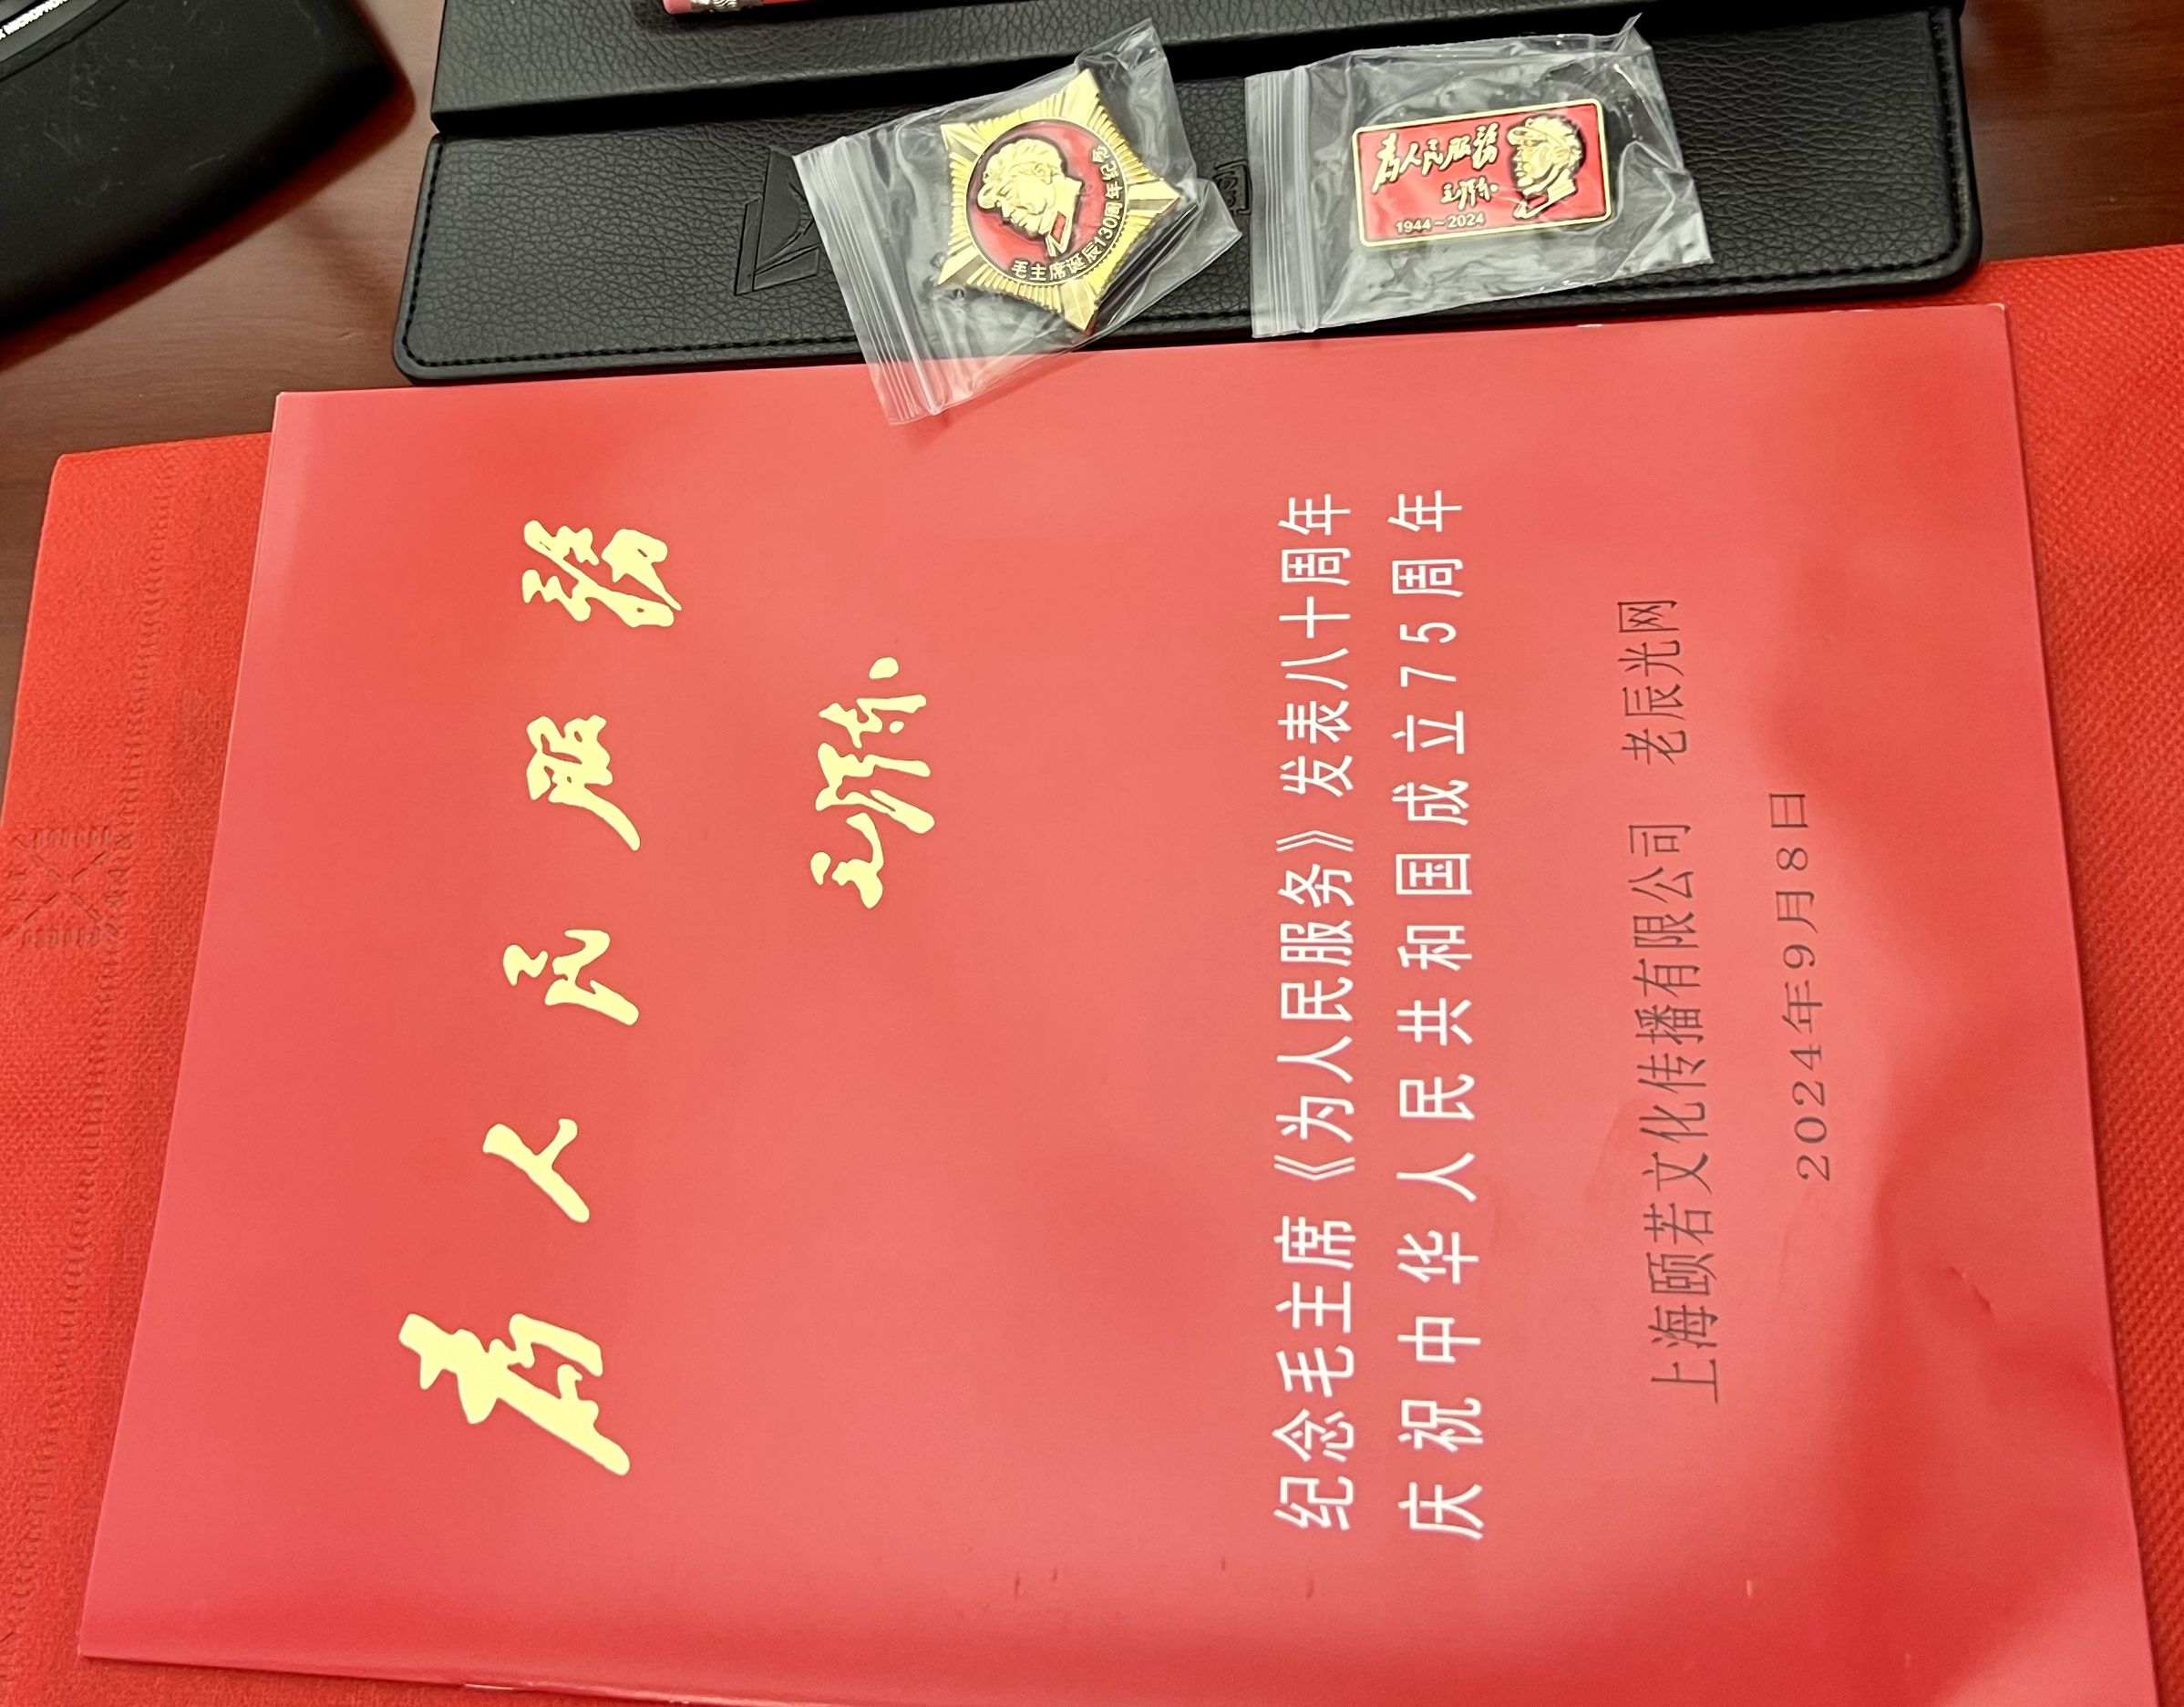 為人民服務
毛泽东
纪念毛主席《为人民服务》发表八十周年
庆祝中华人民共和国成立75周年
上海颐若文化传播有限公司 老辰光网
2024年9月8日
毛主席诞辰130周年纪念
為人民服務
毛泽东
1944~2024